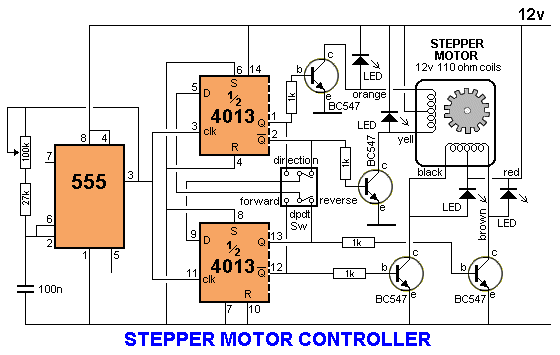 12v
STEPPER
MOTOR
12v 110 ohm coils
6
14
S
5
D
½
4013
3
clk
Q
1
Q
2
R
4
1k
b
c
e
BC547
LED
orange
1k
b
c
e
BC547
LED
yell
black
red
brown
LED
LED
100k
27k
8
4
7
555
3
6
2
1
5
100n
direction
forward
reverse
dpdt
Sw
8
S
9
D
½
4013
11
clk
Q
13
Q
12
R
7
10
1k
1k
b
c
e
BC547
b
c
e
BC547
STEPPER MOTOR CONTROLLER